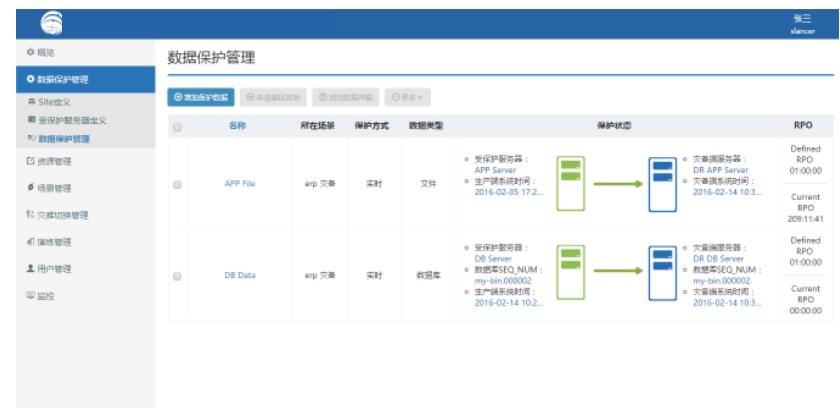 张三
slancer
概览
数据保护管理
数据保护管理
Site定义
受保护服务器定义
数据保护管理
资源管理
场景管理
灾难切换管理
演练管理
用户管理
监控
增加保护数据
更多
名称 所在场景 保护方式 数据类型 保护状态 RPO
APP File erp 灾备 实时 文件
受保护服务器：
APP Server
生产端系统时间：
2016-02-05 17:2...
灾备端服务器：
DR APP Server
灾备端系统时间：
2016-02-14 10:3...
Defined
RPO
01:00:00
Current
RPO
209:11:41
DB Data erp 灾备 实时 数据库
受保护服务器：
DB Server
数据库SEQ_NUM：
my-bin.000002
生产端系统时间：
2016-02-14 10:2...
灾备端服务器：
DR DB Server
数据库SEQ_NUM：
my-bin.000002
灾备端系统时间：
2016-02-14 10:3...
Defined
RPO
01:00:00
Current
RPO
00:00:00